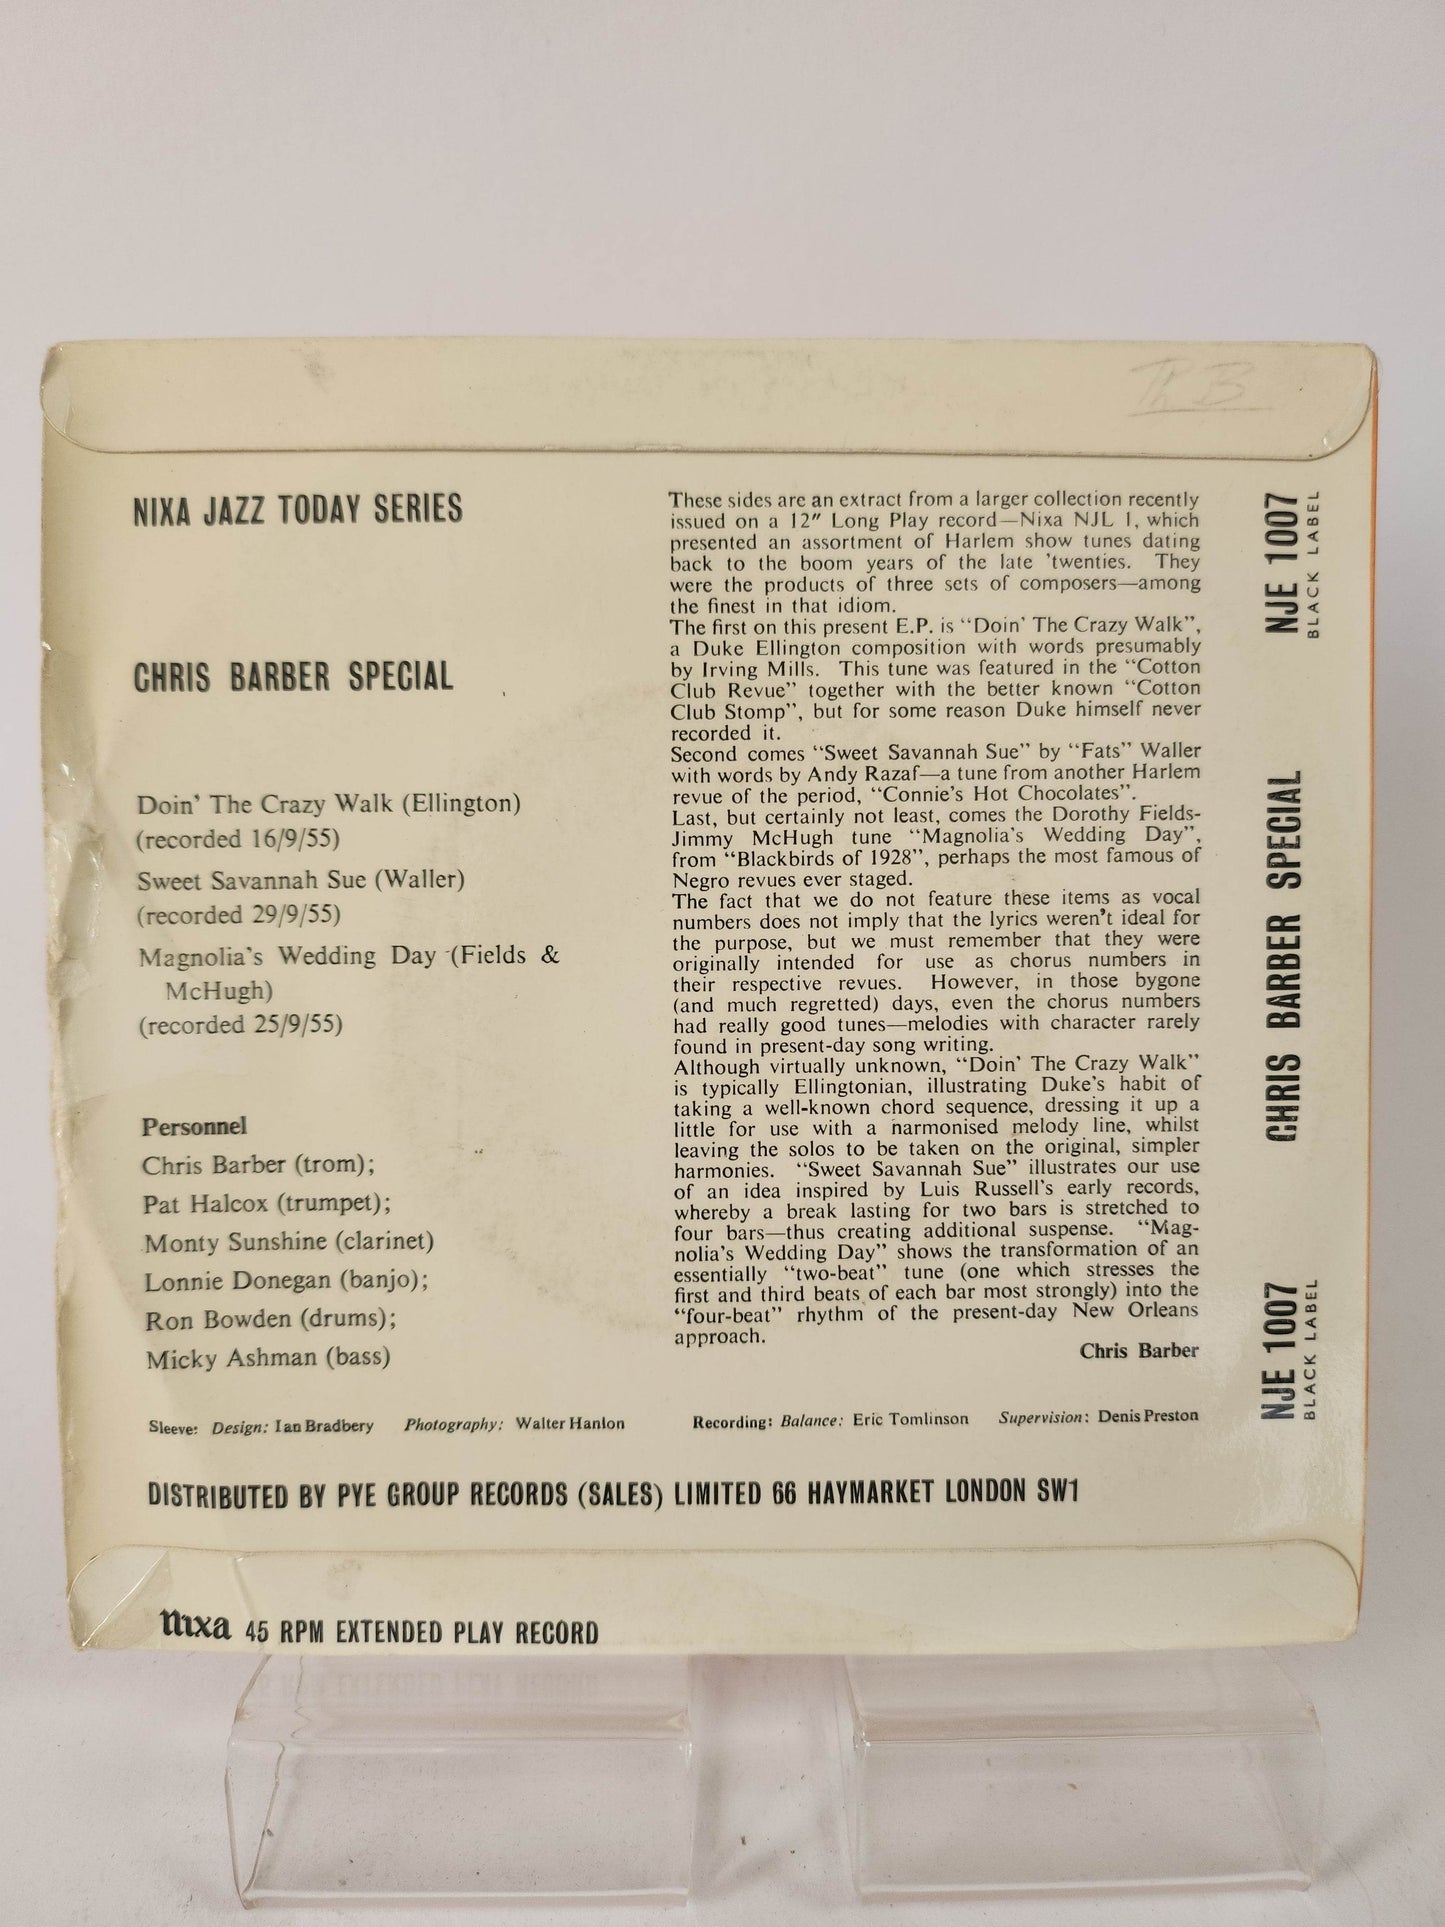 NIXA JAZZ TODAY SERIES
CHRIS BARBER SPECIAL
Doin' The Crazy Walk (Ellington)
(recorded 16/9/55)
Sweet Savannah Sue (Waller)
(recorded 29/9/55)
Magnolia's Wedding Day (Fields &
McHugh)
(recorded 25/9/55)
Personnel
Chris Barber (trom);
Pat Halcox (trumpet);
Monty Sunshine (clarinet)
Lonnie Donegan (banjo);
Ron Bowden (drums);
Micky Ashman (bass)
These sides are an extract from a larger collection recently
issued on a 12" Long Play record—Nixa NJL 1, which
presented an assortment of Harlem show tunes dating
back to the boom years of the late 'twenties. They
were the products of three sets of composers—among
the finest in that idiom.
The first on this present E.P. is "Doin' The Crazy Walk",
a Duke Ellington composition with words presumably
by Irving Mills. This tune was featured in the "Cotton
Club Revue" together with the better known "Cotton
Club Stomp", but for some reason Duke himself never
recorded it.
Second comes "Sweet Savannah Sue" by "Fats" Waller
with words by Andy Razaf—a tune from another Harlem
revue of the period, "Connie's Hot Chocolates".
Last, but certainly not least, comes the Dorothy Fields-
Jimmy McHugh tune "Magnolia's Wedding Day",
from "Blackbirds of 1928", perhaps the most famous of
Negro revues ever staged.
The fact that we do not feature these items as vocal
numbers does not imply that the lyrics weren't ideal for
the purpose, but we must remember that they were
originally intended for use as chorus numbers in
their respective revues. However, in those bygone
(and much regretted) days, even the chorus numbers
had really good tunes—melodies with character rarely
found in present-day song writing.
Although virtually unknown, "Doin' The Crazy Walk"
is typically Ellingtonian, illustrating Duke's habit of
taking a well-known chord sequence, dressing it up a
little for use with a harmonised melody line, whilst
leaving the solos to be taken on the original, simpler
harmonies. "Sweet Savannah Sue" illustrates our use
of an idea inspired by Luis Russell's early records,
whereby a break lasting for two bars is stretched to
four bars—thus creating additional suspense. "Mag-
nolia's Wedding Day" shows the transformation of an
essentially "two-beat" tune (one which stresses the
first and third beats of each bar most strongly) into the
"four-beat" rhythm of the present-day New Orleans
approach.
Chris Barber
Sleeve: Design: Ian Bradbery Photography: Walter Hanlon
Recording: Balance: Eric Tomlinson Supervision: Denis Preston
DISTRIBUTED BY PYE GROUP RECORDS (SALES) LIMITED 66 HAYMARKET LONDON SW1
nixa 45 RPM EXTENDED PLAY RECORD
NJE 1007
BLACK LABEL
CHRIS BARBER SPECIAL
NJE 1007
BLACK LABEL